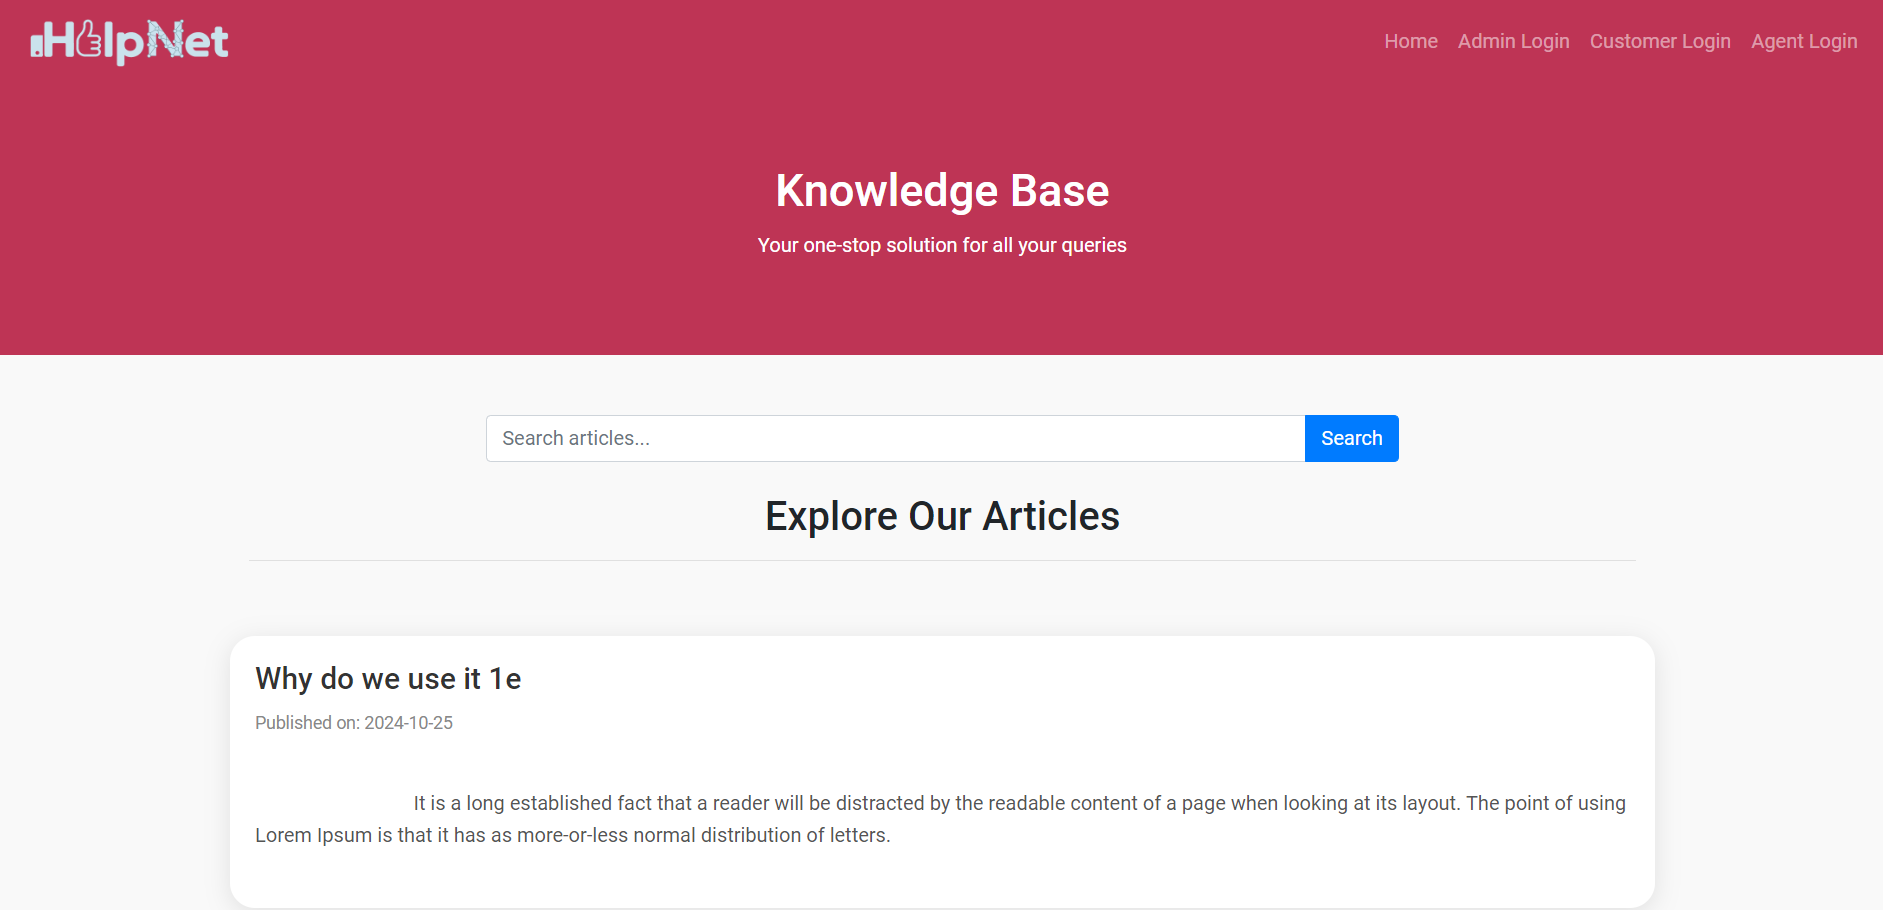 HelpNet
Home Admin Login Customer Login Agent Login
Knowledge Base
Your one-stop solution for all your queries
Search articles... Search
Explore Our Articles
Why do we use it 1e
Published on: 2024-10-25
It is a long established fact that a reader will be distracted by the readable content of a page when looking at its layout. The point of using
Lorem Ipsum is that it has as more-or-less normal distribution of letters.